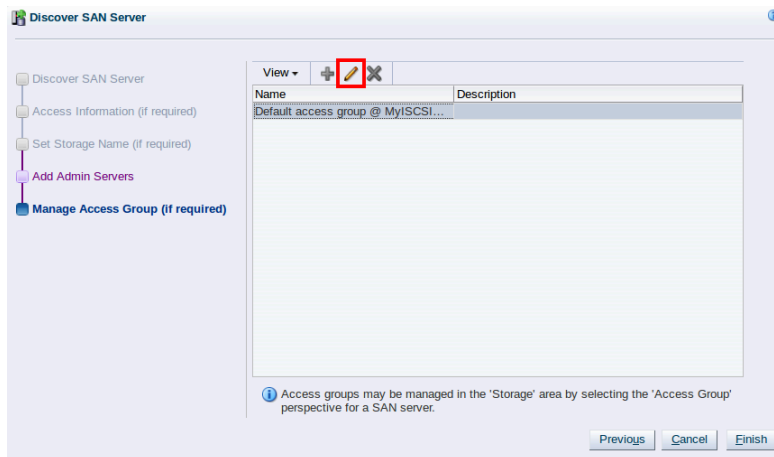 Discover SAN Server
Discover SAN Server
Access Information (if required)
Set Storage Name (if required)
Add Admin Servers
Manage Access Group (if required)
View
Name Description
Default access group @ MyISCSI...
Access groups may be managed in the 'Storage' area by selecting the 'Access Group'
perspective for a SAN server.
Previous Cancel Finish